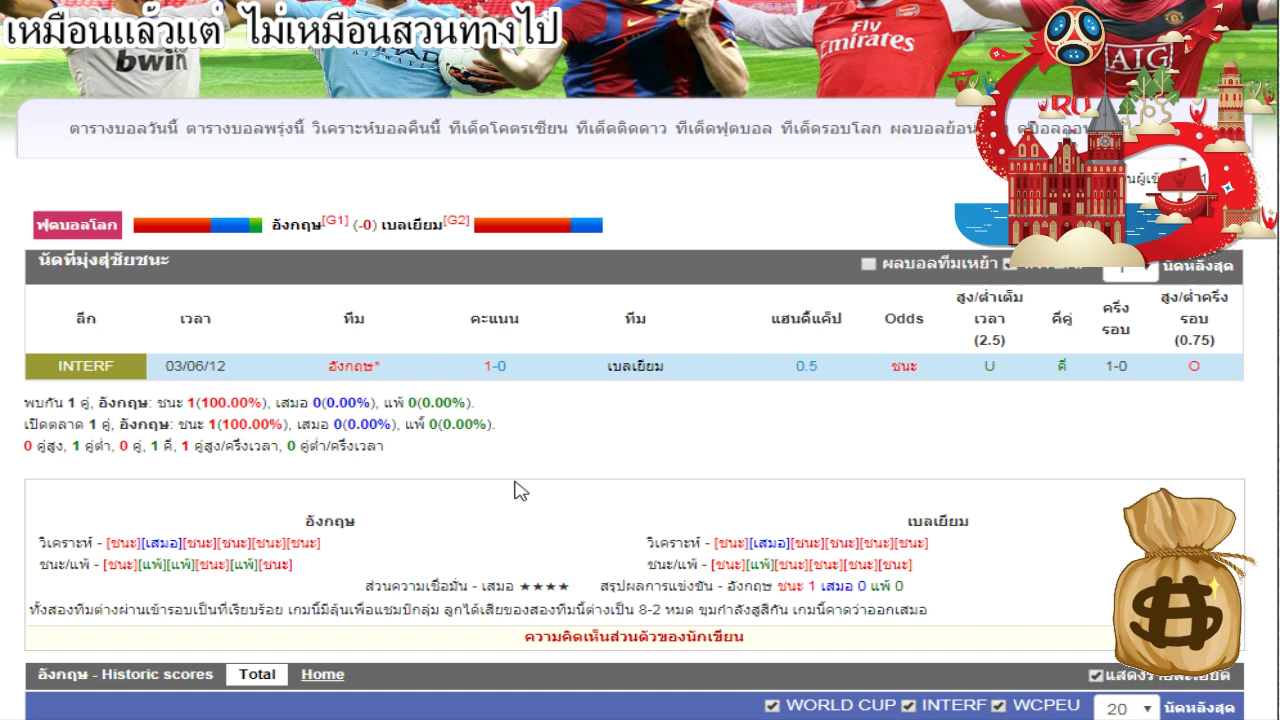 เหมือนแล้วแต่ ไม่เหมือนสวนทางไป
bwin
Fly Emirates
AIG
RU
ตารางบอลวันนี้ ตารางบอลพรุ่งนี้ วิเคราะห์บอลคืนนี้ ทีเด็ดโคตรเซียน ทีเด็ดติดดาว ทีเด็ดฟุตบอล ทีเด็ดรอบโลก ผลบอลย้อน
ฟุตบอลโลก อังกฤษ[G1] (-0) เบลเยียม[G2]
นัดที่มุ่งสู่ชัยชนะ ผลบอลทีมเหย้า นัดหลังสุด
ลีก เวลา ทีม คะแนน ทีม แฮนดี้แค็ป Odds สูง/ต่ำเต็มเวลา (2.5) คี่คู่ ครึ่งรอบ สูง/ต่ำครึ่งรอบ (0.75)
INTERF 03/06/12 อังกฤษ* 1-0 เบลเยียม 0.5 ชนะ U คี่ 1-0 O
พบกัน 1 คู่, อังกฤษ: ชนะ 1(100.00%), เสมอ 0(0.00%), แพ้ 0(0.00%).
เปิดตลาด 1 คู่, อังกฤษ: ชนะ 1(100.00%), เสมอ 0(0.00%), แพ้ 0(0.00%).
0 คู่สูง, 1 คู่ต่ำ, 0 คู่, 1 คี่, 1 คู่สูง/ครึ่งเวลา, 0 คู่ต่ำ/ครึ่งเวลา
อังกฤษ เบลเยียม
วิเคราะห์ - [ชนะ][เสมอ][ชนะ][ชนะ][ชนะ][ชนะ] วิเคราะห์ - [ชนะ][เสมอ][ชนะ][ชนะ][ชนะ][ชนะ]
ชนะ/แพ้ - [ชนะ][แพ้][แพ้][ชนะ][แพ้][ชนะ] ชนะ/แพ้ - [ชนะ][แพ้][ชนะ][ชนะ][ชนะ][ชนะ]
ส่วนความเชื่อมั่น - เสมอ ★★★★ สรุปผลการแข่งขัน - อังกฤษ ชนะ 1 เสมอ 0 แพ้ 0
ทั้งสองทีมต่างผ่านเข้ารอบเป็นที่เรียบร้อย เกมนี้มีลุ้นเพื่อแชมป์กลุ่ม ลูกได้เสียของสองทีมนี้ต่างเป็น 8-2 หมด ขุมกำลังสูสีกัน เกมนี้คาดว่าออกเสมอ
ความคิดเห็นส่วนตัวของนักเขียน
อังกฤษ - Historic scores Total Home แสดงรายละเอียด
WORLD CUP INTERF WCPEU 20 นัดหลังสุด